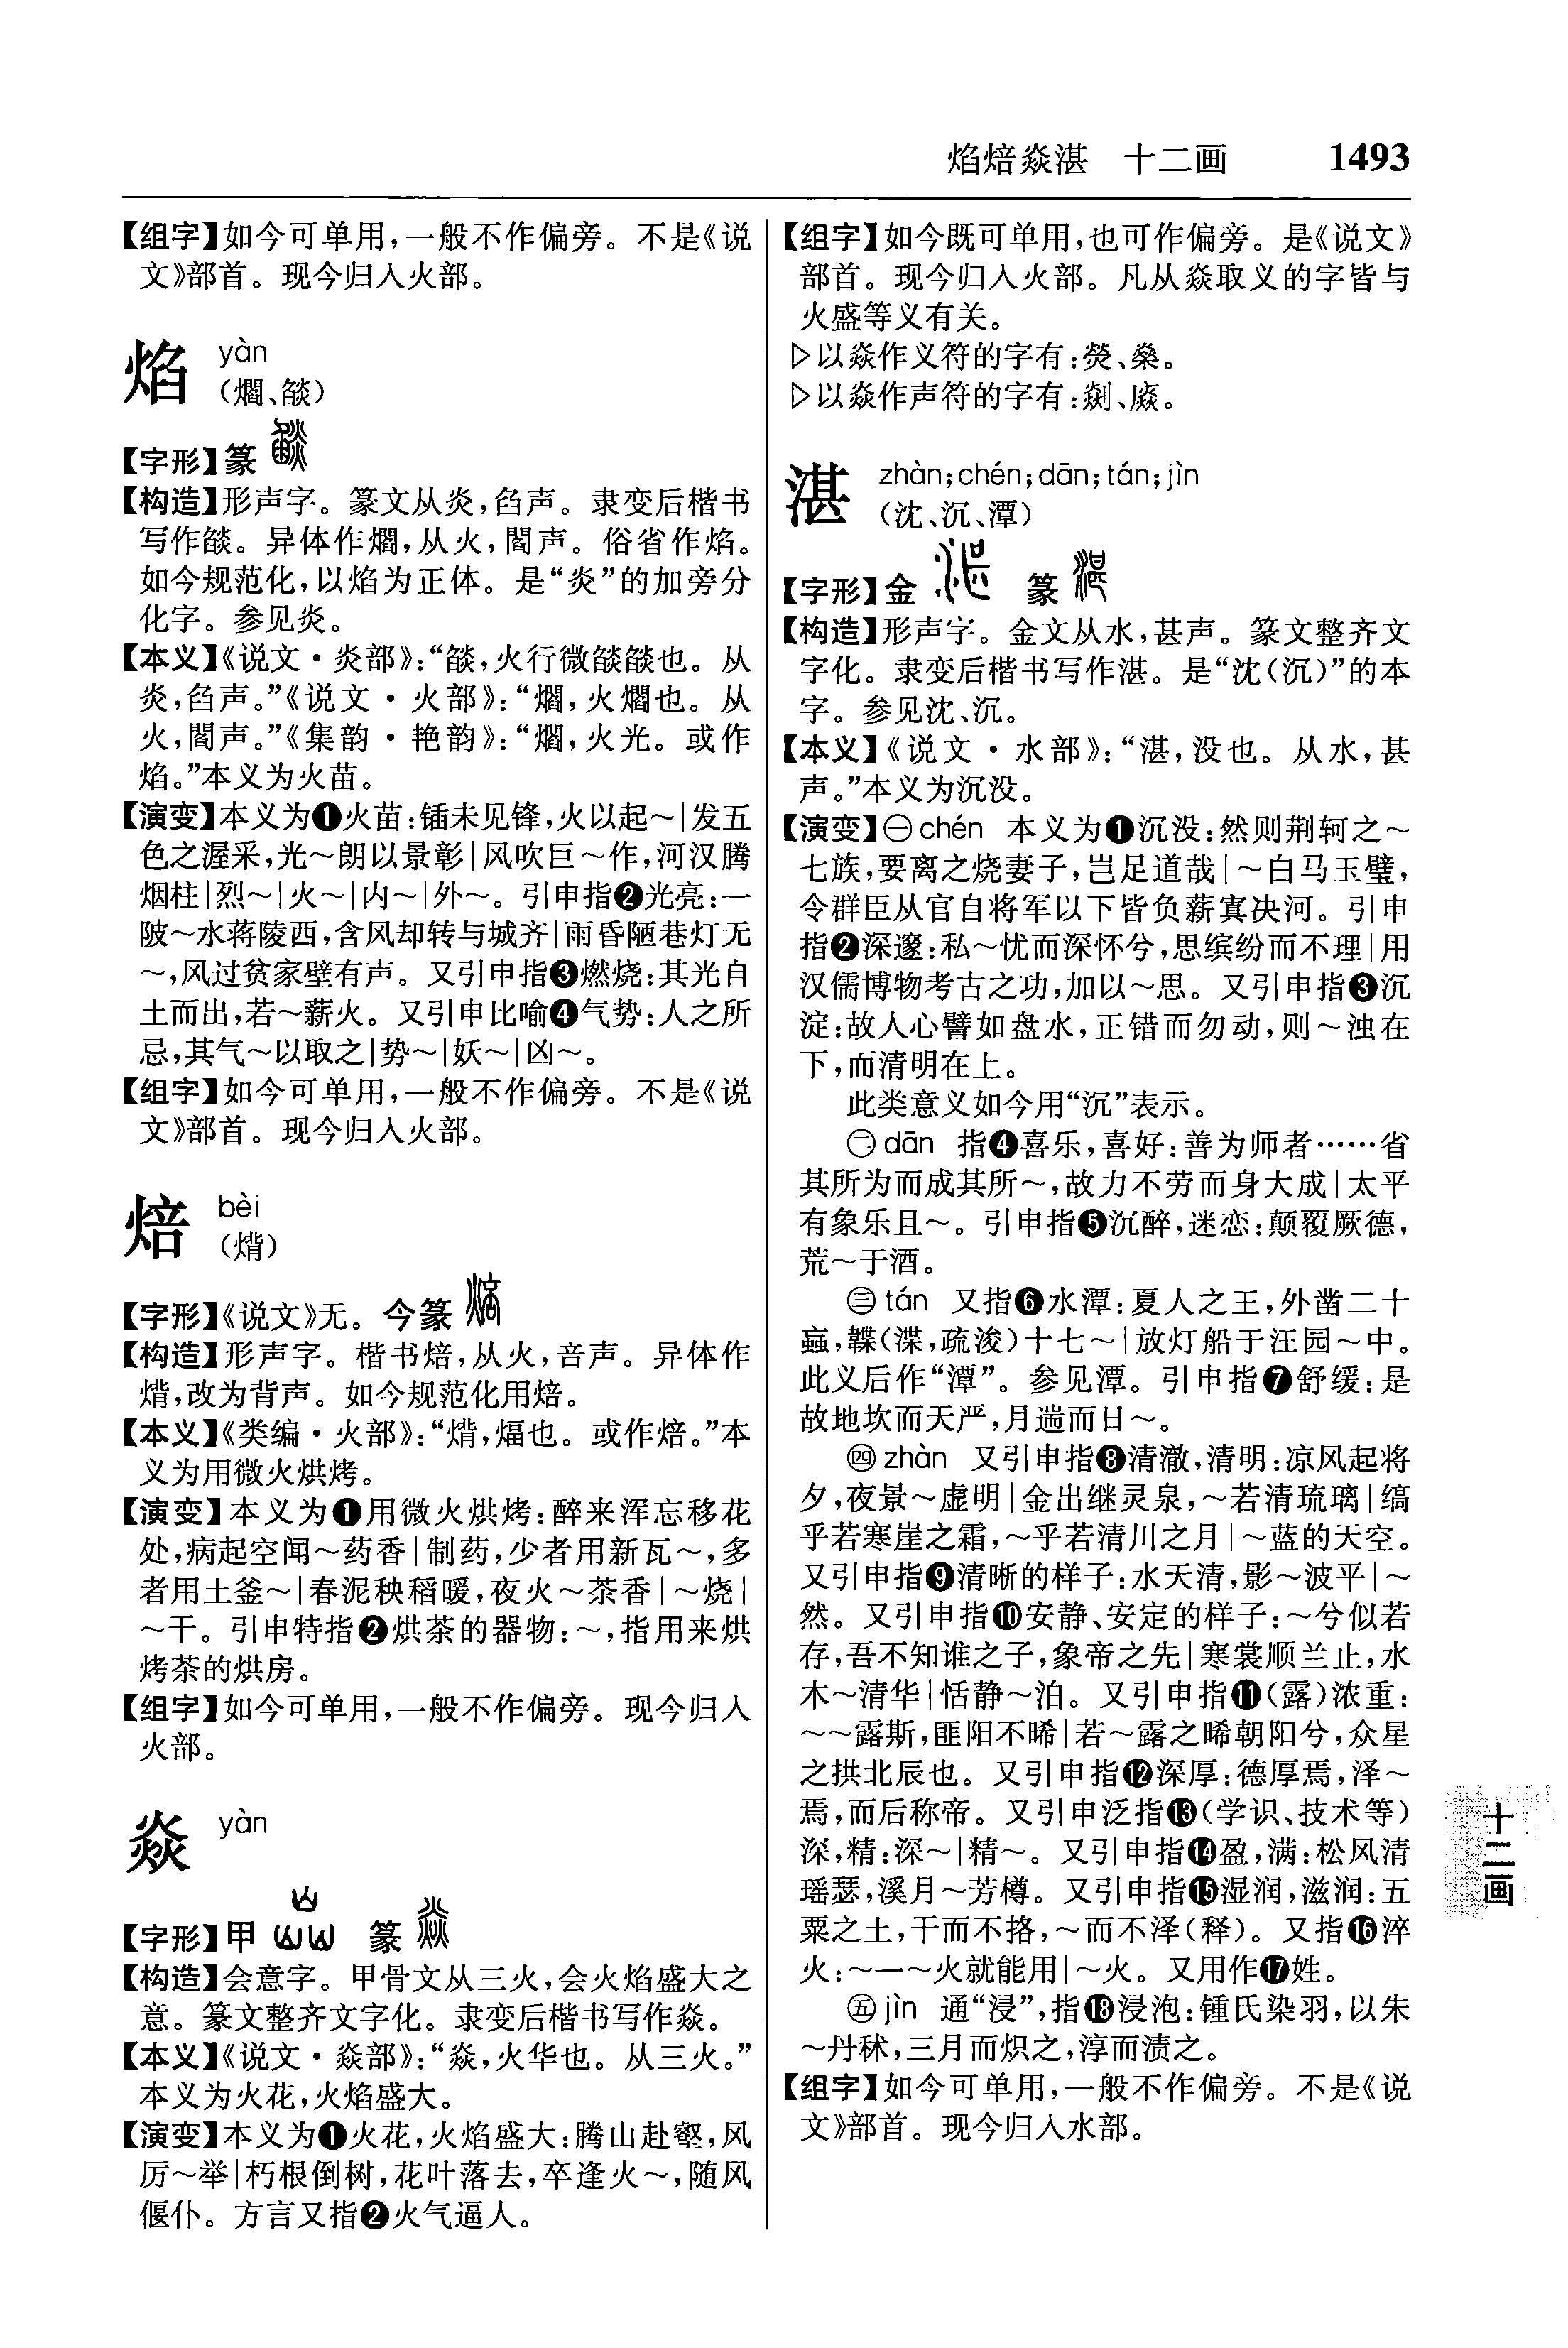 焰焙焱湛　十二画　1493
【组字】如今可单用,一般不作偏旁。不是《说
文》部首。现今归入火部。
焰 yàn
(爓、燄)
【字形】篆
【构造】形声字。篆文从炎,臽声。隶变后楷书
写作燄。异体作爓,从火,閻声。俗省作焰。
如今规范化,以焰为正体。是“炎”的加旁分
化字。参见炎。
【本义】《说文·炎部》:“燄,火行微燄燄也。从
炎,臽声。”《说文·火部》:“爓,火爓也。从
火,閻声。”《集韵·艳韵》:“爓,火光。或作
焰。”本义为火苗。
【演变】本义为❶火苗:锸未见锋,火以起～|发五
色之渥采,光～朗以景彰|风吹巨～作,河汉腾
烟柱|烈～|火～|内～|外～。引申指❷光亮:一
陂～水蒋陵西,含风却转与城齐|雨昏陋巷灯无
～,风过贫家壁有声。又引申指❸燃烧:其光自
土而出,若～薪火。又引申比喻❹气势:人之所
忌,其气～以取之|势～|妖～|凶～。
【组字】如今可单用,一般不作偏旁。不是《说
文》部首。现今归入火部。
焙 bèi
(㷶)
【字形】《说文》无。今篆
【构造】形声字。楷书焙,从火,咅声。异体作
㷶,改为背声。如今规范化用焙。
【本义】《类编·火部》:“㷶,煏也。或作焙。”本
义为用微火烘烤。
【演变】本义为❶用微火烘烤:醉来浑忘移花
处,病起空闻～药香|制药,少者用新瓦～,多
者用土釜～|春泥秧稻暖,夜火～茶香|～烧|
～干。引申特指❷烘茶的器物:～,指用来烘
烤茶的烘房。
【组字】如今可单用,一般不作偏旁。现今归入
火部。
焱 yàn
【字形】甲　篆
【构造】会意字。甲骨文从三火,会火焰盛大之
意。篆文整齐文字化。隶变后楷书写作焱。
【本义】《说文·焱部》:“焱,火华也。从三火。”
本义为火花,火焰盛大。
【演变】本义为❶火花,火焰盛大:腾山赴壑,风
厉～举|朽根倒树,花叶落去,卒逢火～,随风
偃仆。方言又指❷火气逼人。
【组字】如今既可单用,也可作偏旁。是《说文》
部首。现今归入火部。凡从焱取义的字皆与
火盛等义有关。
▷以焱作义符的字有:熒、燊。
▷以焱作声符的字有:剡、㢛。
湛 zhàn;chén;dān;tán;jìn
(沈、沉、潭)
【字形】金　篆
【构造】形声字。金文从水,甚声。篆文整齐文
字化。隶变后楷书写作湛。是“沈(沉)”的本
字。参见沈、沉。
【本义】《说文·水部》:“湛,没也。从水,甚
声。”本义为沉没。
【演变】㊀chén　本义为❶沉没:然则荆轲之～
七族,要离之烧妻子,岂足道哉|～白马玉璧,
令群臣从官自将军以下皆负薪寘决河。引申
指❷深邃:私～忧而深怀兮,思缤纷而不理|用
汉儒博物考古之功,加以～思。又引申指❸沉
淀:故人心譬如盘水,正错而勿动,则～浊在
下,而清明在上。
此类意义如今用“沉”表示。
㊁dān　指❹喜乐,喜好:善为师者……省
其所为而成其所～,故力不劳而身大成|太平
有象乐且～。引申指❺沉醉,迷恋:颠覆厥德,
荒～于酒。
㊂tán　又指❻水潭:夏人之王,外凿二十
䖟,韘(渫,疏浚)十七～|放灯船于汪园～中。
此义后作“潭”。参见潭。引申指❼舒缓:是
故地坎而天严,月遄而日～。
㊃zhàn　又引申指❽清澈,清明:凉风起将
夕,夜景～虚明|金出继灵泉,～若清琉璃|缟
乎若寒崖之霜,～乎若清川之月|～蓝的天空。
又引申指❾清晰的样子:水天清,影～波平|～
然。又引申指❿安静、安定的样子:～兮似若
存,吾不知谁之子,象帝之先|寒裳顺兰止,水
木～清华|恬静～泊。又引申指⓫(露)浓重:
～～露斯,匪阳不晞|若～露之晞朝阳兮,众星
之拱北辰也。又引申指⓬深厚:德厚焉,泽～
焉,而后称帝。又引申泛指⓭(学识、技术等)
深,精:深～|精～。又引申指⓮盈,满:松风清
瑶瑟,溪月～芳樽。又引申指⓯湿润,滋润:五
粟之土,干而不挌,～而不泽(释)。又指⓰淬
火:～一～火就能用|～火。又用作⓱姓。
㊄jìn　通“浸”,指⓲浸泡:锺氏染羽,以朱
～丹秫,三月而炽之,淳而渍之。
【组字】如今可单用,一般不作偏旁。不是《说
文》部首。现今归入水部。
十二画